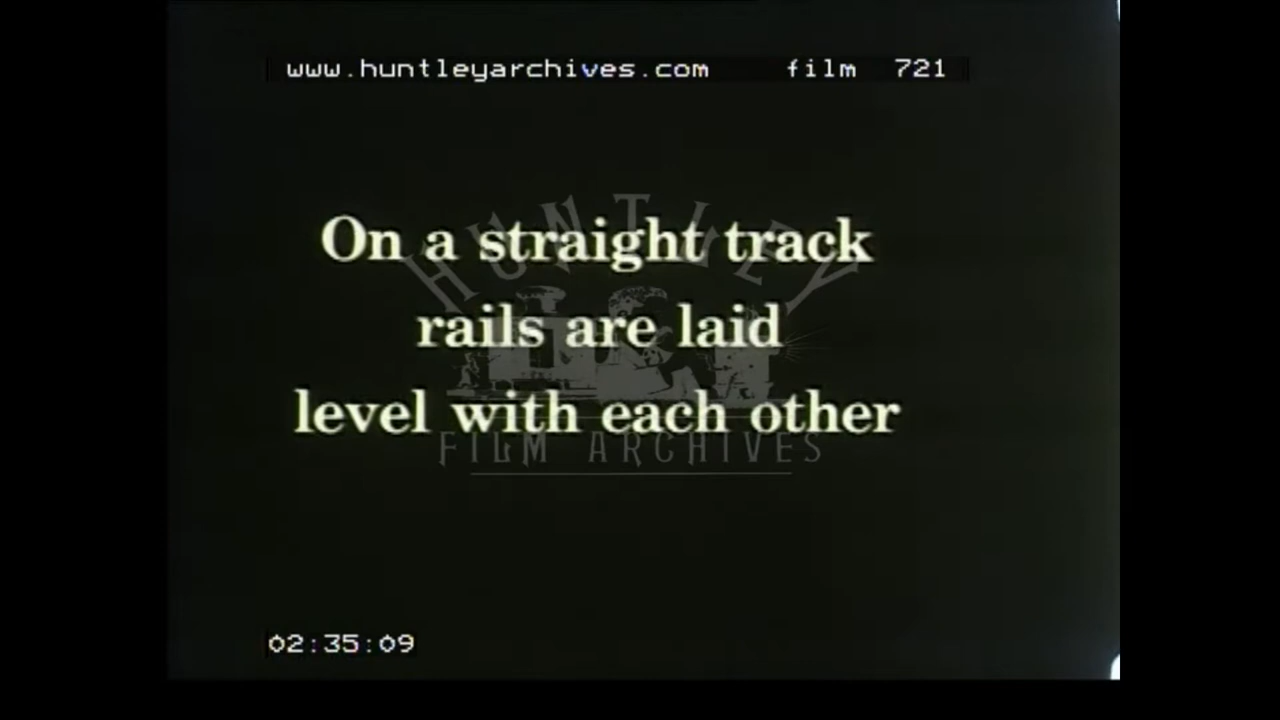 www.huntleyarchives.com film 721
On a straight track
rails are laid
level with each other
HUNTLEY
FILM ARCHIVES
02:35:09